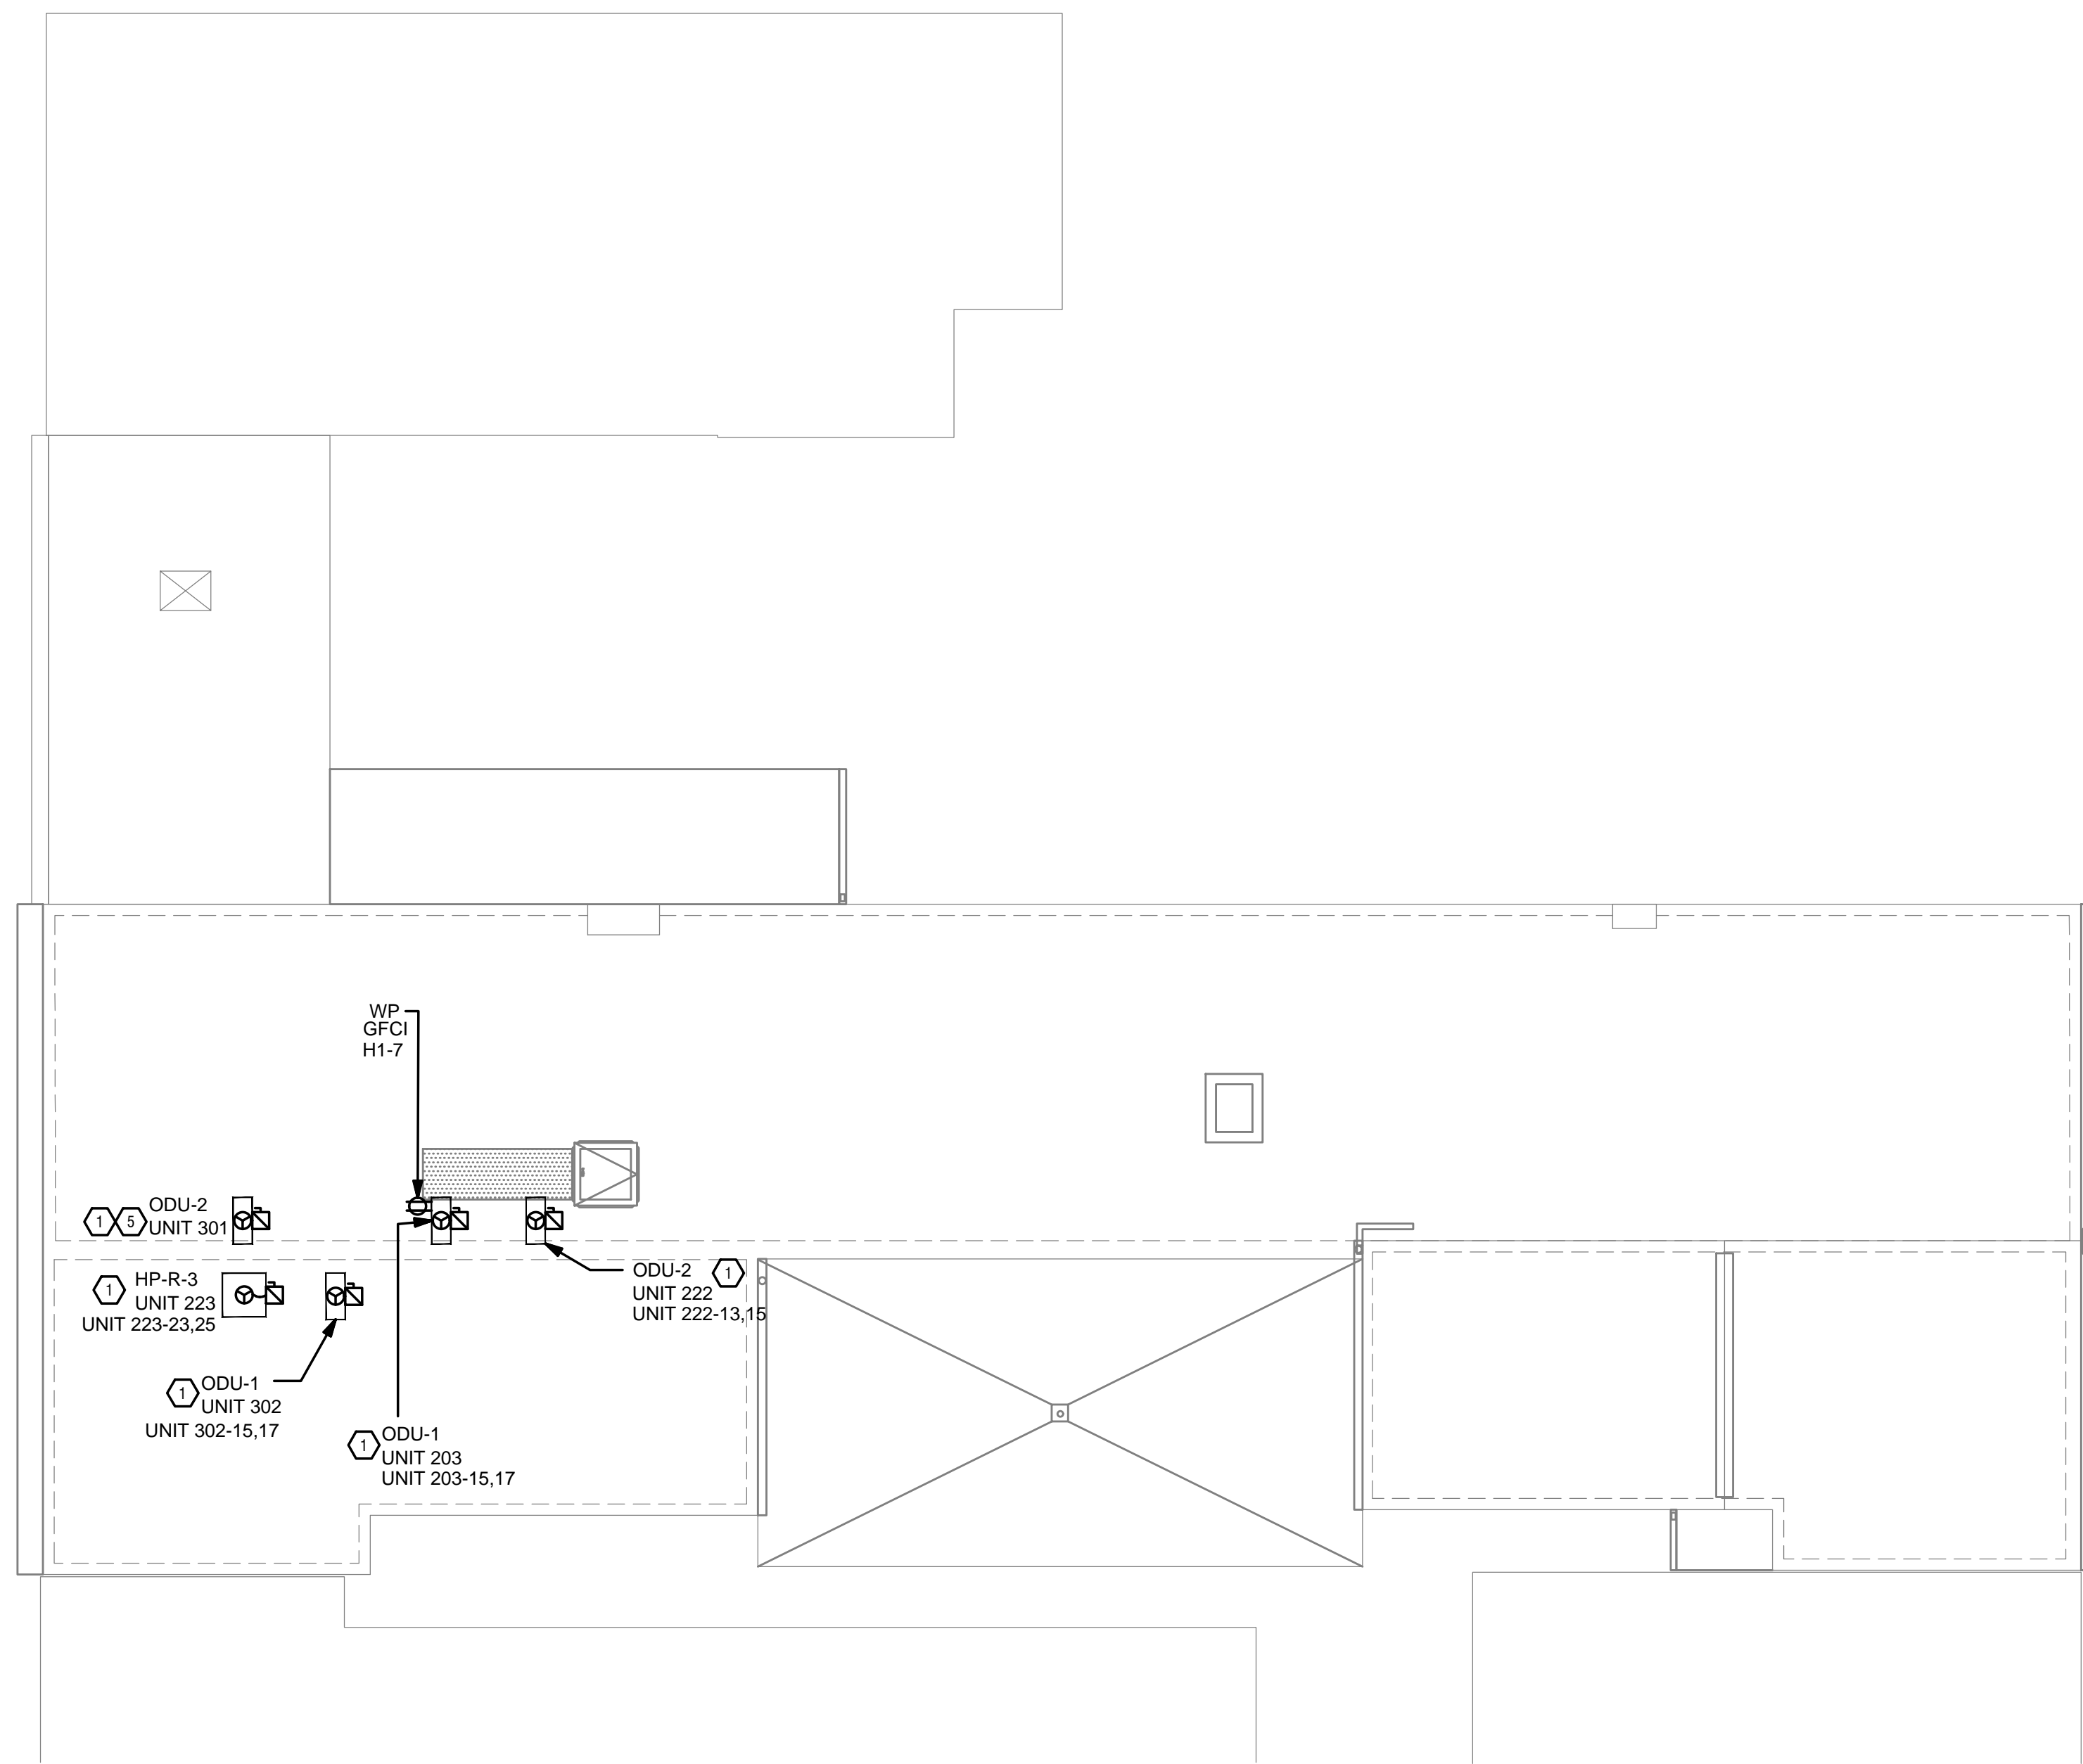 WP
GFCI
H1-7
1
5
ODU-2
UNIT 301
1
HP-R-3
UNIT 223
UNIT 223-23,25
ODU-2
1
UNIT 222
UNIT 222-13,15
1
ODU-1
UNIT 302
UNIT 302-15,17
1
ODU-1
UNIT 203
UNIT 203-15,17